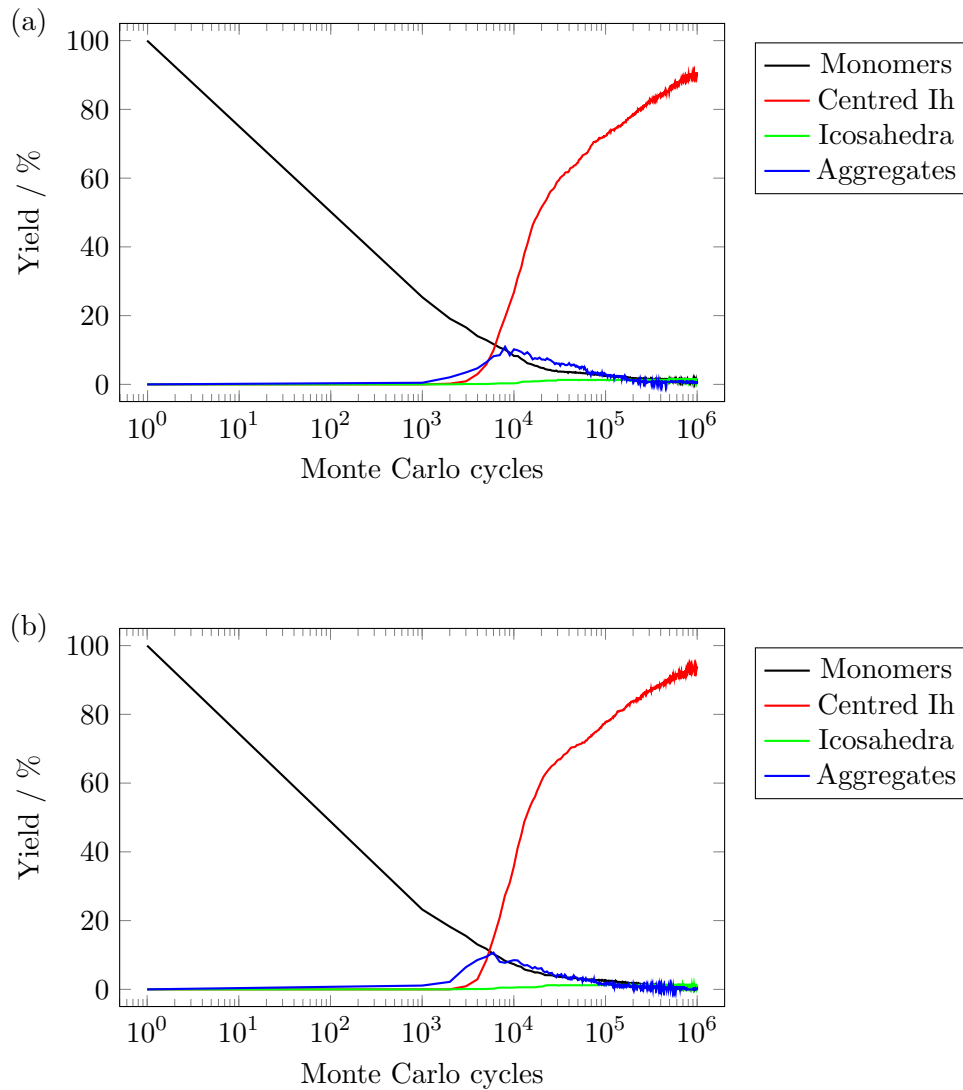 (a)
100
80
60
40
20
0
Yield / %
10^0 10^1 10^2 10^3 10^4 10^5 10^6
Monte Carlo cycles
Monomers
Centred Ih
Icosahedra
Aggregates
(b)
100
80
60
40
20
0
Yield / %
10^0 10^1 10^2 10^3 10^4 10^5 10^6
Monte Carlo cycles
Monomers
Centred Ih
Icosahedra
Aggregates